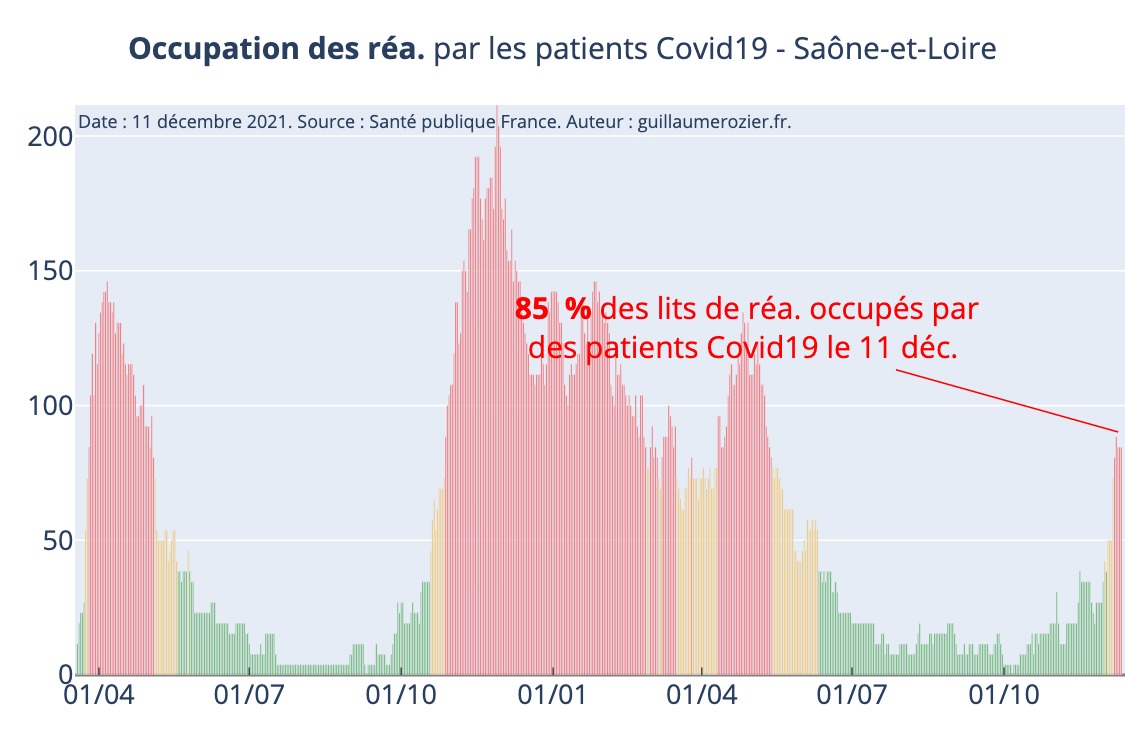 Occupation des réa. par les patients Covid19 - Saône-et-Loire
Date : 11 décembre 2021. Source : Santé publique France. Auteur : guillaumerozier.fr.
200
150
85 % des lits de réa. occupés par
des patients Covid19 le 11 déc.
100
50
0
01/04 01/07 01/10 01/01 01/04 01/07 01/10